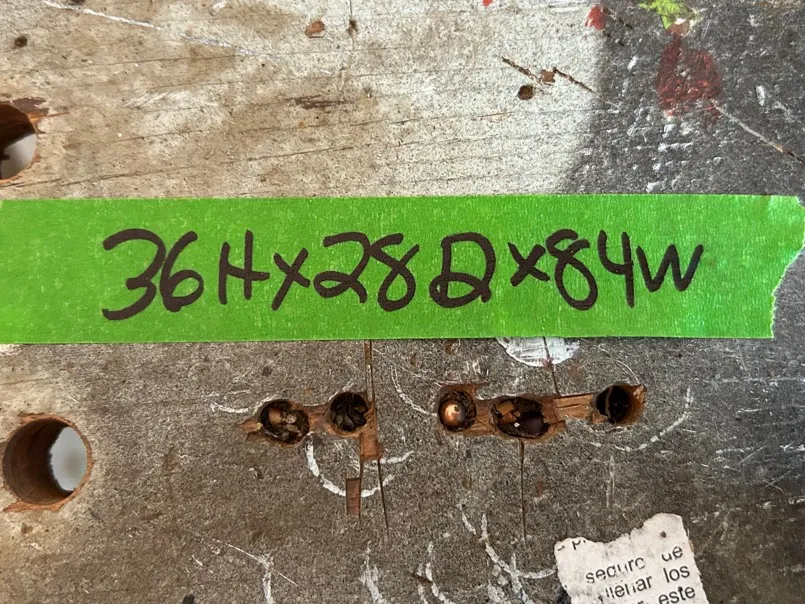 36H x 28D x 84W
seguro de
llenar los
este